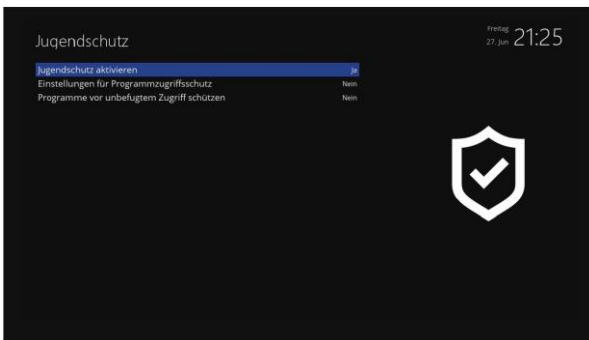 Jugendschutz
Freitag
27. Jun 21:25
Jugendschutz aktivieren Ja
Einstellungen für Programmzugriffsschutz Nein
Programme vor unbefugtem Zugriff schützen Nein